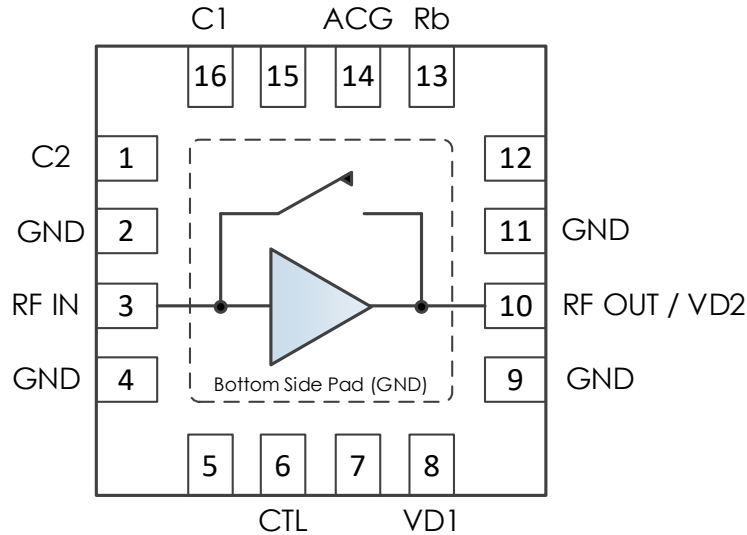 C1 ACG Rb
16 15 14 13
C2 1 12
GND 2 11 GND
RF IN 3 10 RF OUT / VD2
GND 4 9 GND
Bottom Side Pad (GND)
5 6 7 8
CTL VD1